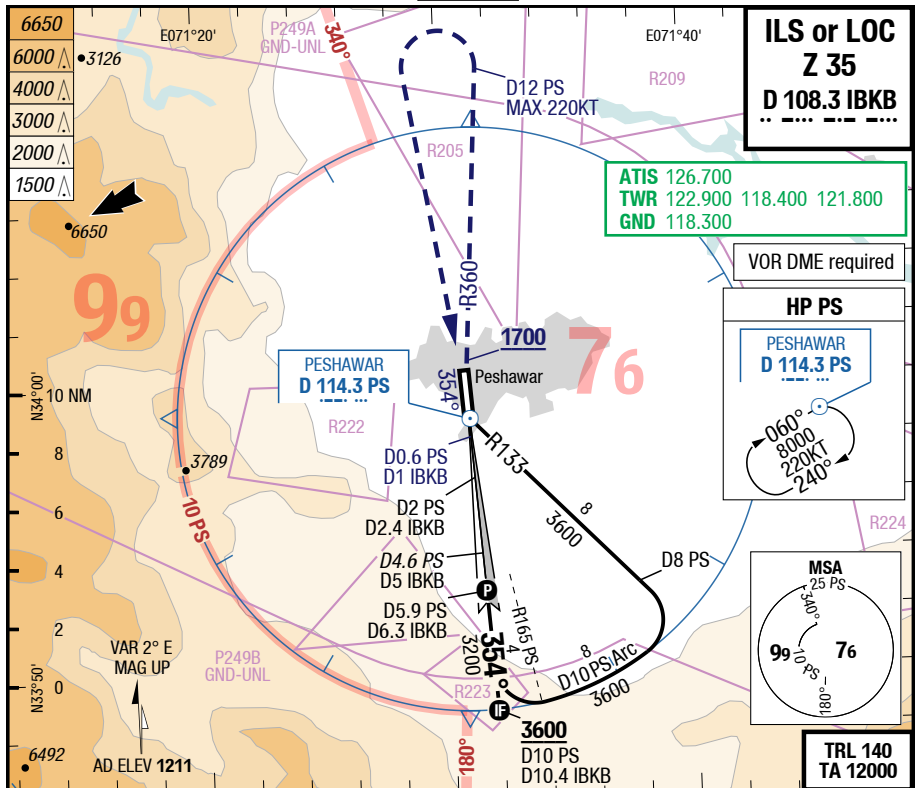 6650
6000
4000
3000
2000
1500
3126
E071°20'
P249A
GND-UNL
340°
E071°40'
R209
ILS or LOC
Z 35
D 108.3 IBKB
D12 PS
MAX 220KT
R205
ATIS 126.700
TWR 122.900 118.400 121.800
GND 118.300
6650
99
VOR DME required
R360
HP PS
PESHAWAR
D 114.3 PS
060°
8000
220KT
240°
1700
76
PESHAWAR
D 114.3 PS
354°
Peshawar
N34°00'
10 NM
R222
R133
D0.6 PS
D1 IBKB
8
3600
8
3789
D2 PS
D2.4 IBKB
6
10 PS
R224
D4.6 PS
D5 IBKB
D8 PS
4
P
D5.9 PS
D6.3 IBKB
MSA
25 PS
340°
99
10 PS
76
180°
R165 PS
4
2
VAR 2° E
MAG UP
P249B
GND-UNL
3200
354°
8
D10 PS Arc
3600
N33°50'
0
R223
IF
3600
D10 PS
D10.4 IBKB
6492
AD ELEV 1211
180°
TRL 140
TA 12000